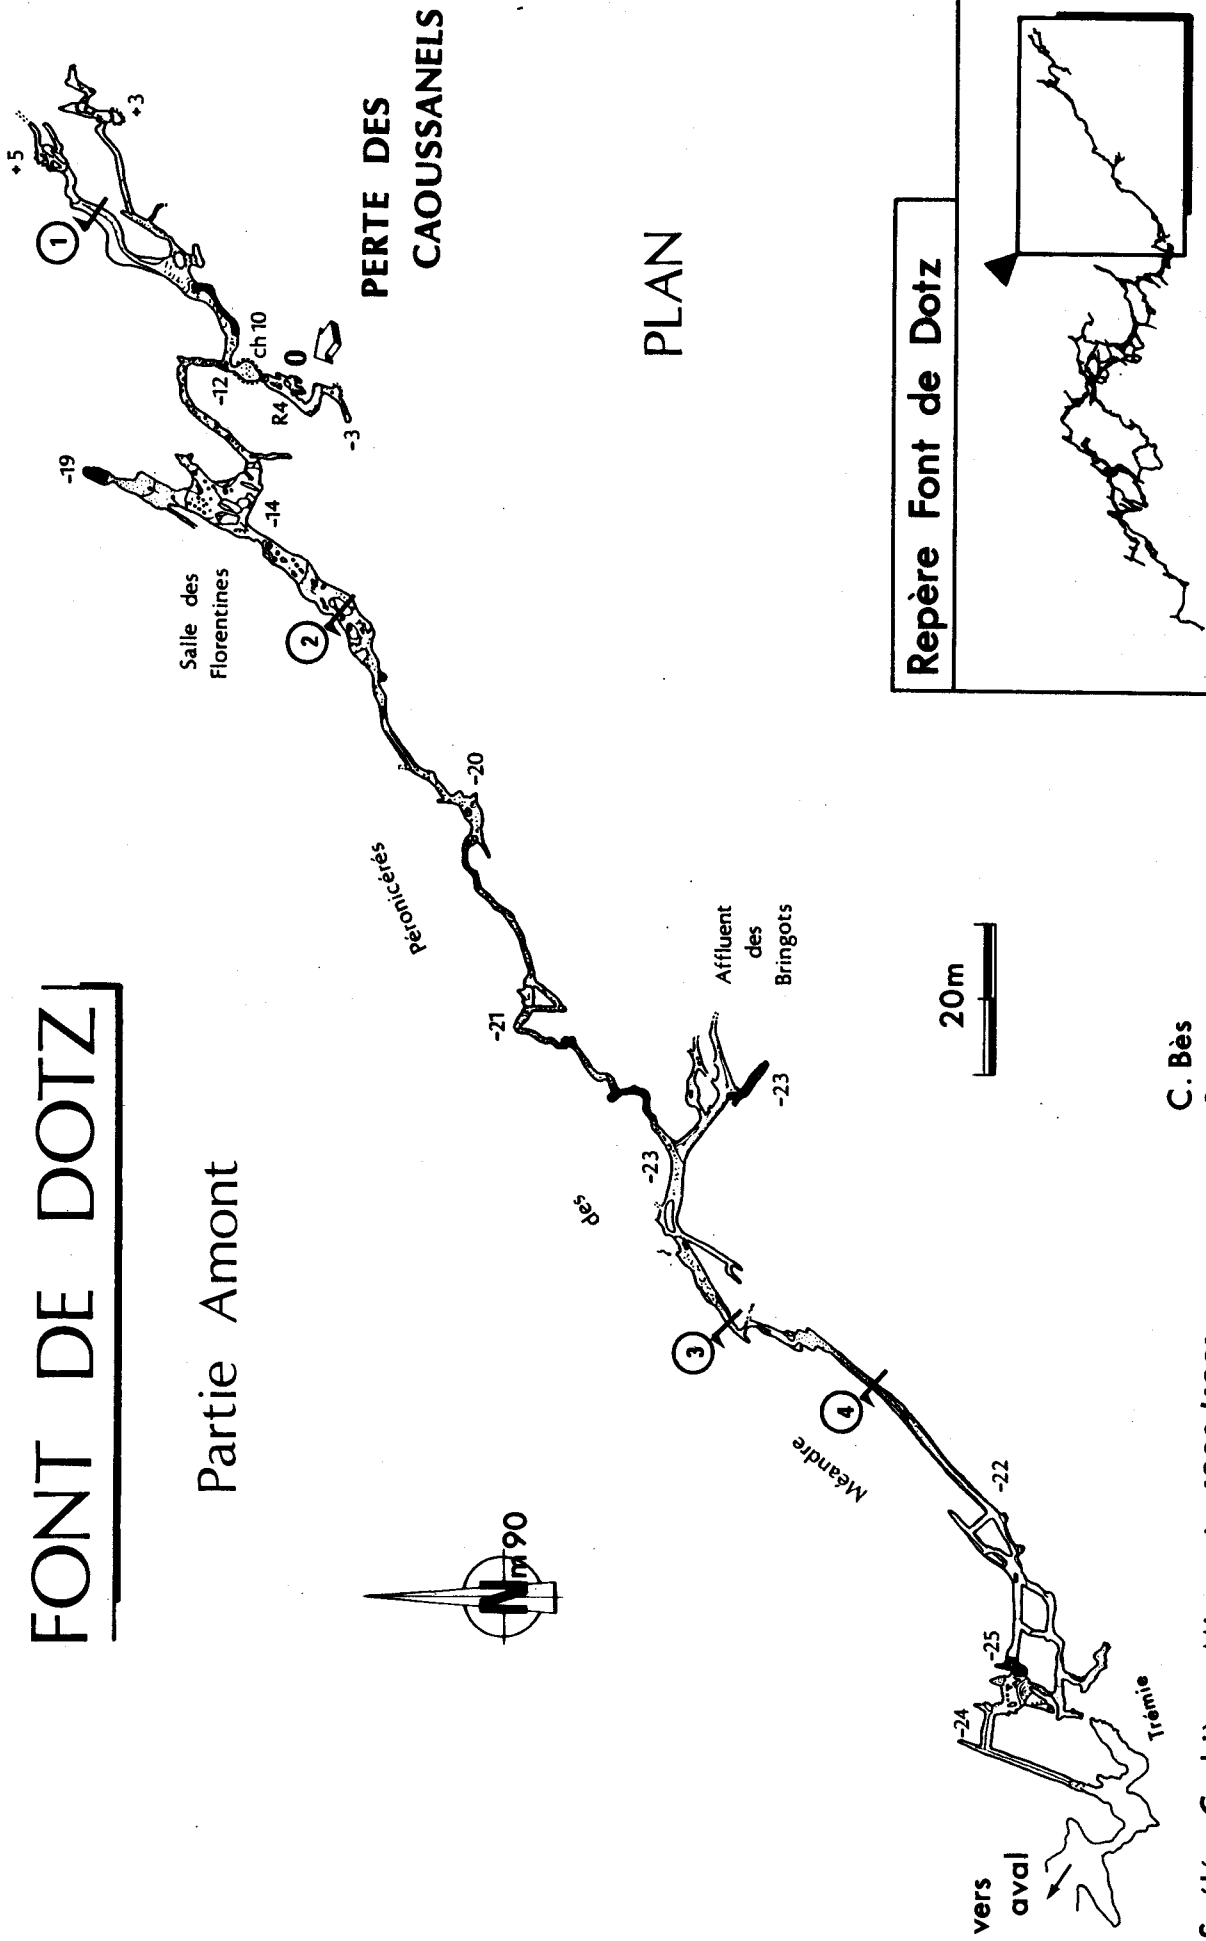 FONT DE DOTZ
Partie Amont
N
m 90
+5
+3
1
PERTE DES
CAOUSSANELS
ch 10
-12
0
R4
-3
-19
-14
Salle des
Florentines
2
PLAN
-20
Péronicérés
-21
Affluent
des
Bringots
-23
-23
des
3
4
Méandre
-22
-25
-24
Trémie
vers
aval
20m
Repère Font de Dotz
C. Bès